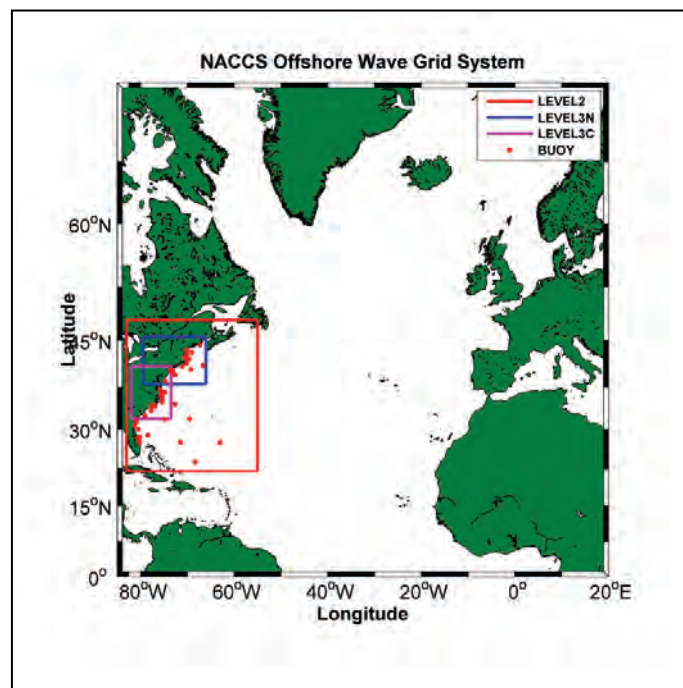 NACCS Offshore Wave Grid System
LEVEL2
LEVEL3N
LEVEL3C
BUOY
60°N
45°N
30°N
15°N
0°
Latitude
80°W
60°W
40°W
20°W
0°
20°E
Longitude